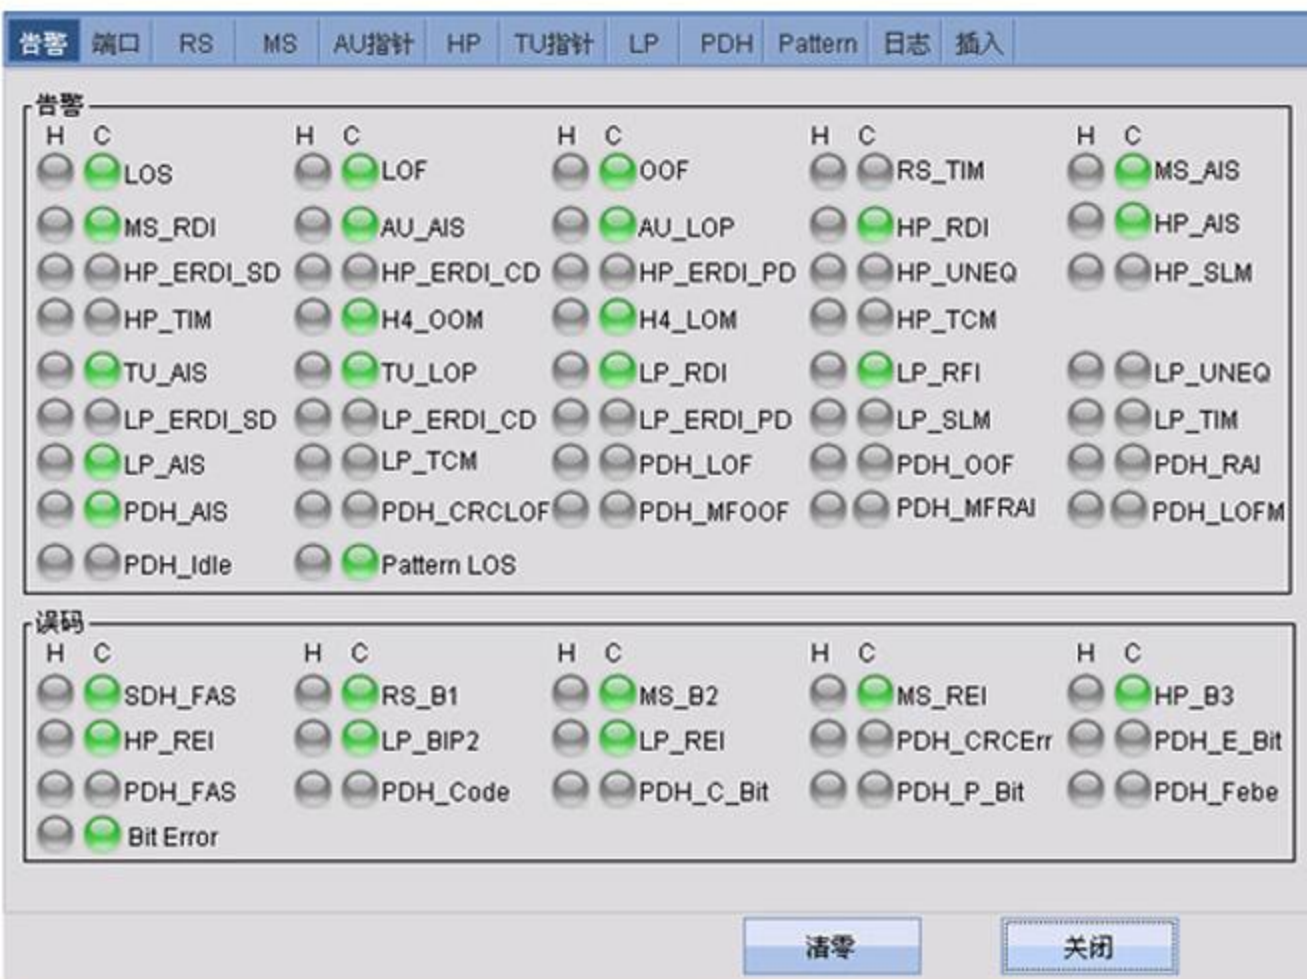 告警 端口 RS MS AU指针 HP TU指针 LP PDH Pattern 日志 插入
告警
H C H C H C H C H C
LOS LOF OOF RS_TIM MS_AIS
MS_RDI AU_AIS AU_LOP HP_RDI HP_AIS
HP_ERDI_SD HP_ERDI_CD HP_ERDI_PD HP_UNEQ HP_SLM
HP_TIM H4_OOM H4_LOM HP_TCM
TU_AIS TU_LOP LP_RDI LP_RFI LP_UNEQ
LP_ERDI_SD LP_ERDI_CD LP_ERDI_PD LP_SLM LP_TIM
LP_AIS LP_TCM PDH_LOF PDH_OOF PDH_RAI
PDH_AIS PDH_CRCLOF PDH_MFOOF PDH_MFRAI PDH_LOFM
PDH_Idle Pattern LOS
误码
H C H C H C H C H C
SDH_FAS RS_B1 MS_B2 MS_REI HP_B3
HP_REI LP_BIP2 LP_REI PDH_CRCErr PDH_E_Bit
PDH_FAS PDH_Code PDH_C_Bit PDH_P_Bit PDH_Febe
Bit Error
清零 关闭